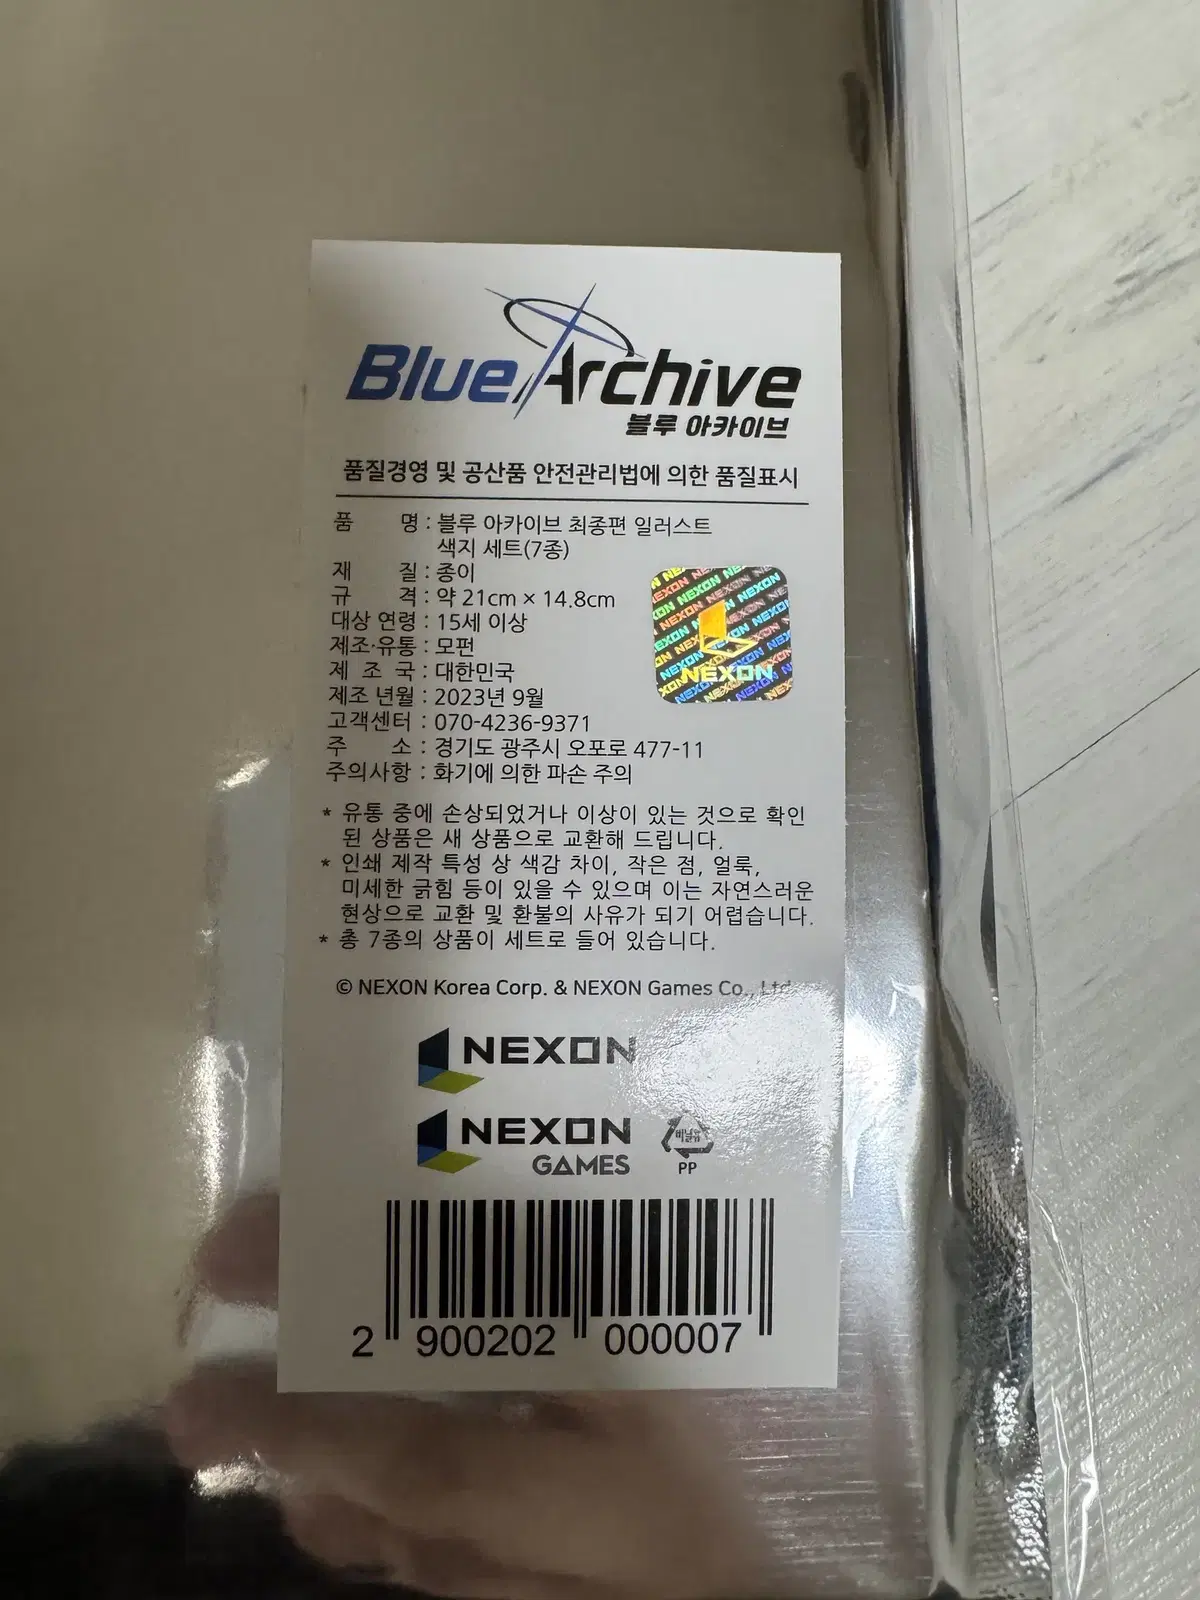 Blue Archive
블루 아카이브
품질경영 및 공산품 안전관리법에 의한 품질표시
품 명 : 블루 아카이브 최종편 일러스트
색지 세트(7종)
재 질 : 종이
규 격 : 약 21cm × 14.8cm
대상 연령 : 15세 이상
제조·유통 : 모펀
제 조 국 : 대한민국
제조 년월 : 2023년 9월
고객센터 : 070-4236-9371
주 소 : 경기도 광주시 오포로 477-11
주의사항 : 화기에 의한 파손 주의
NEXON
* 유통 중에 손상되었거나 이상이 있는 것으로 확인
된 상품은 새 상품으로 교환해 드립니다.
* 인쇄 제작 특성 상 색감 차이, 작은 점, 얼룩,
미세한 긁힘 등이 있을 수 있으며 이는 자연스러운
현상으로 교환 및 환불의 사유가 되기 어렵습니다.
* 총 7종의 상품이 세트로 들어 있습니다.
© NEXON Korea Corp. & NEXON Games Co., Ltd.
NEXON
NEXON
GAMES
비닐류
PP
2 900202 000007